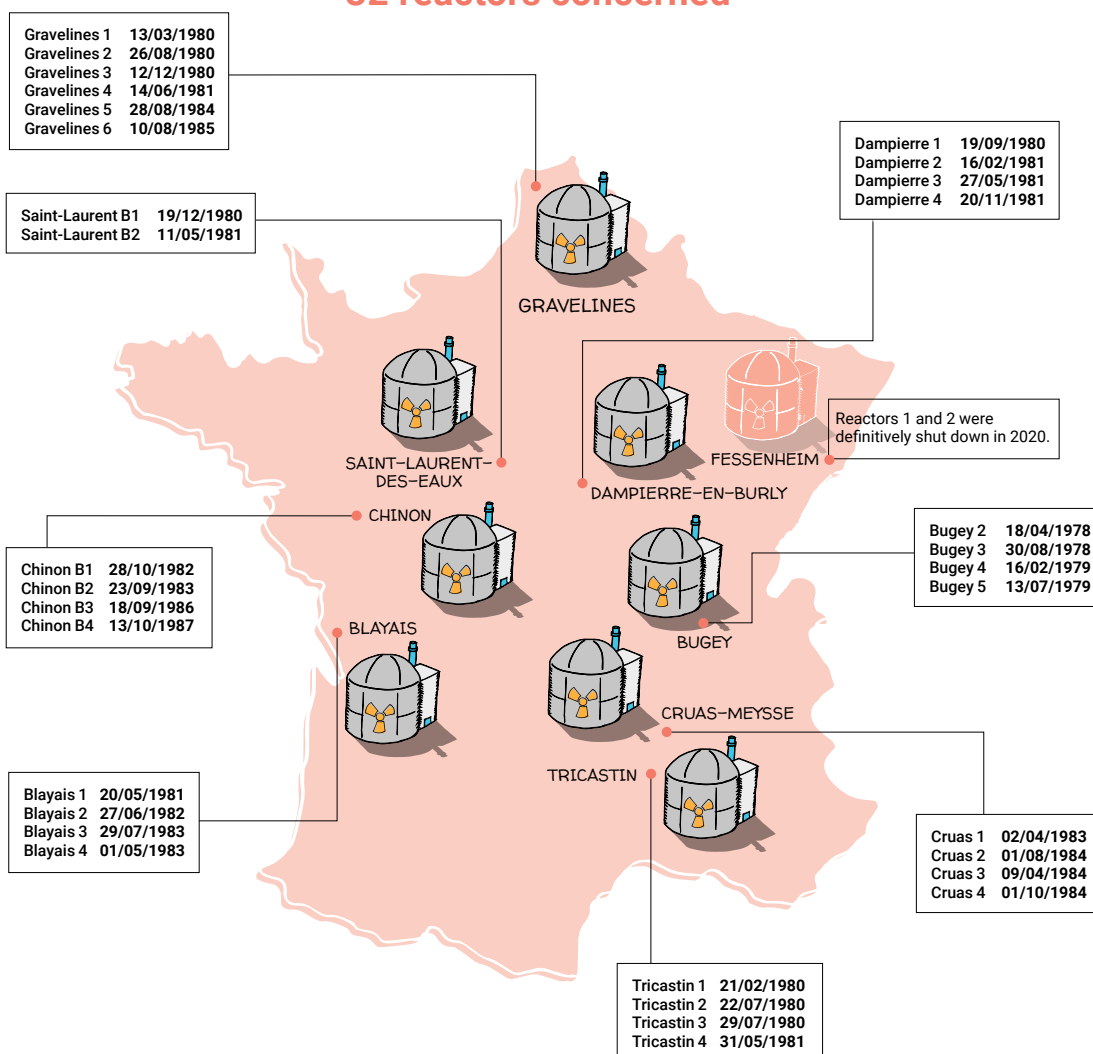 32 reactors concerned
Gravelines 1 13/03/1980
Gravelines 2 26/08/1980
Gravelines 3 12/12/1980
Gravelines 4 14/06/1981
Gravelines 5 28/08/1984
Gravelines 6 10/08/1985
Dampierre 1 19/09/1980
Dampierre 2 16/02/1981
Dampierre 3 27/05/1981
Dampierre 4 20/11/1981
Saint-Laurent B1 19/12/1980
Saint-Laurent B2 11/05/1981
GRAVELINES
Reactors 1 and 2 were
definitively shut down in 2020.
SAINT-LAURENT-
DES-EAUX
FESSENHEIM
DAMPIERRE-EN-BURLY
CHINON
Bugey 2 18/04/1978
Bugey 3 30/08/1978
Bugey 4 16/02/1979
Bugey 5 13/07/1979
Chinon B1 28/10/1982
Chinon B2 23/09/1983
Chinon B3 18/09/1986
Chinon B4 13/10/1987
BLAYAIS
BUGEY
CRUAS-MEYSSE
TRICASTIN
Blayais 1 20/05/1981
Blayais 2 27/06/1982
Blayais 3 29/07/1983
Blayais 4 01/05/1983
Cruas 1 02/04/1983
Cruas 2 01/08/1984
Cruas 3 09/04/1984
Cruas 4 01/10/1984
Tricastin 1 21/02/1980
Tricastin 2 22/07/1980
Tricastin 3 29/07/1980
Tricastin 4 31/05/1981